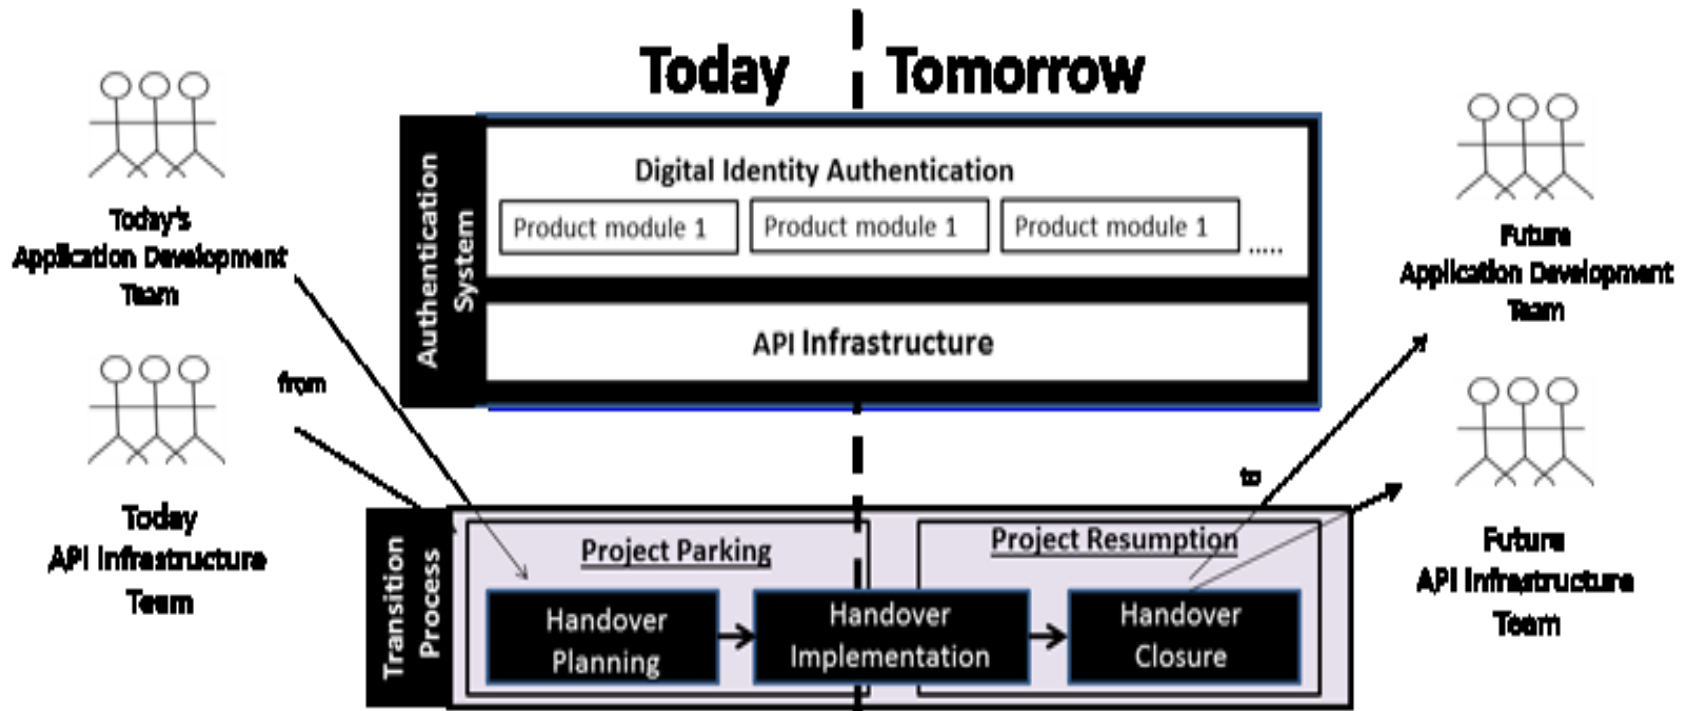 Today
Tomorrow
Today's
Application Development
Team
from
Today
API Infrastructure
Team
Authentication
System
Digital Identity Authentication
Product module 1
Product module 1
Product module 1
.....
API Infrastructure
Future
Application Development
Team
to
Future
API Infrastructure
Team
Transition
Process
Project Parking
Project Resumption
Handover
Planning
Handover
Implementation
Handover
Closure